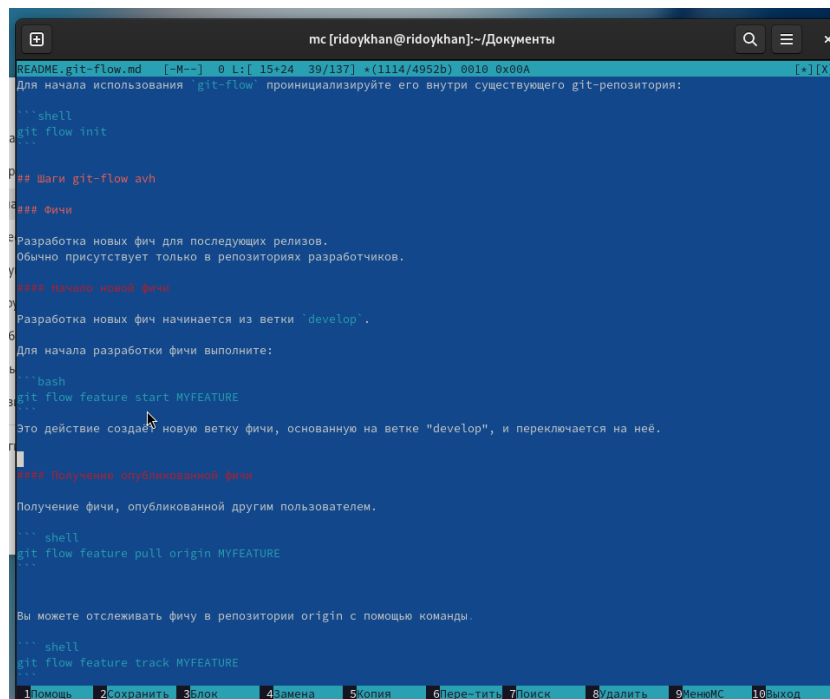 mc [ridoykhan@ridoykhan]:~/Документы
README.git-flow.md [-M--] 0 L:[ 15+24 39/137] *(1114/4952b) 0010 0x00A [*][X
Для начала использования `git-flow` проинициализируйте его внутри существующего git-репозитория:
```shell
git flow init
```
## Шаги git-flow avh
### Фичи
Разработка новых фич для последующих релизов.
Обычно присутствует только в репозиториях разработчиков.
#### Начало новой фичи
Разработка новых фич начинается из ветки `develop`.
Для начала разработки фичи выполните:
```bash
git flow feature start MYFEATURE
```
Это действие создаёт новую ветку фичи, основанную на ветке "develop", и переключается на неё.
#### Получение опубликованной фичи
Получение фичи, опубликованной другим пользователем.
``` shell
git flow feature pull origin MYFEATURE
```
Вы можете отслеживать фичу в репозитории origin с помощью команды.
``` shell
git flow feature track MYFEATURE
```
1Помощь 2Сохранить 3Блок 4Замена 5Копия 6Пере~тить 7Поиск 8Удалить 9МенюMC 10Выход